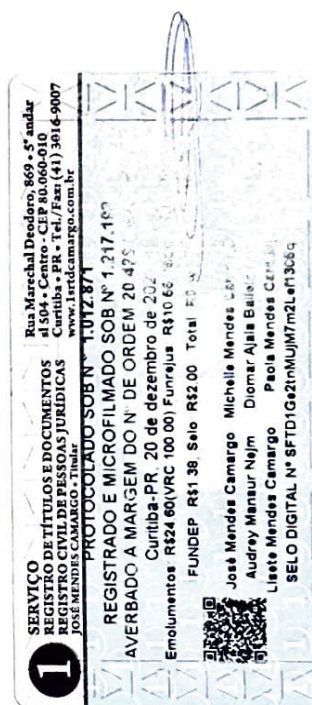 1
SERVIÇO
REGISTRO DE TÍTULOS E DOCUMENTOS
REGISTRO CIVIL DE PESSOAS JURÍDICAS
JOSÉ MENDES CAMARGO - Titular
Rua Marechal Deodoro, 869 • 5º andar
sl 504 • Centro • CEP 80.060-010
Curitiba • PR • Tel./Fax: (41) 3016-9007
www.1artdcamargo.com.br
PROTOCOLADO SOB Nº 1.012.871
REGISTRADO E MICROFILMADO SOB Nº 1.217.
AVERBADO A MARGEM DO Nº DE ORDEM 20
Curitiba-PR, 20 de dezembro de
Emolumentos R$24,60(VRC 100 00) Funrejus R$10.66
FUNDEP R$1 38, Selo R$2.00 Total
José Mendes Camargo Michelle Mendes
Audrey Mansur Nejm Diomar Ajala
Lisete Mendes Camargo Paola Mendes
SELO DIGITAL Nº